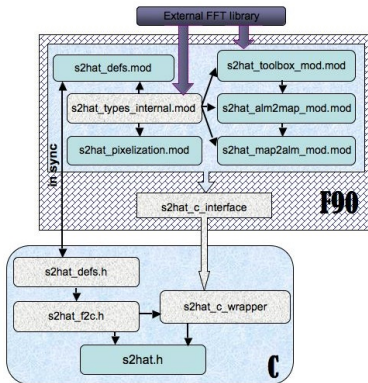 External FFT library
s2hat_defs.mod
s2hat_toolbox_mod.mod
s2hat_types_internal.mod
s2hat_alm2map_mod.mod
s2hat_pixelization.mod
s2hat_map2alm_mod.mod
in sync
s2hat_c_interface
F90
s2hat_defs.h
s2hat_f2c.h
s2hat_c_wrapper
s2hat.h
C